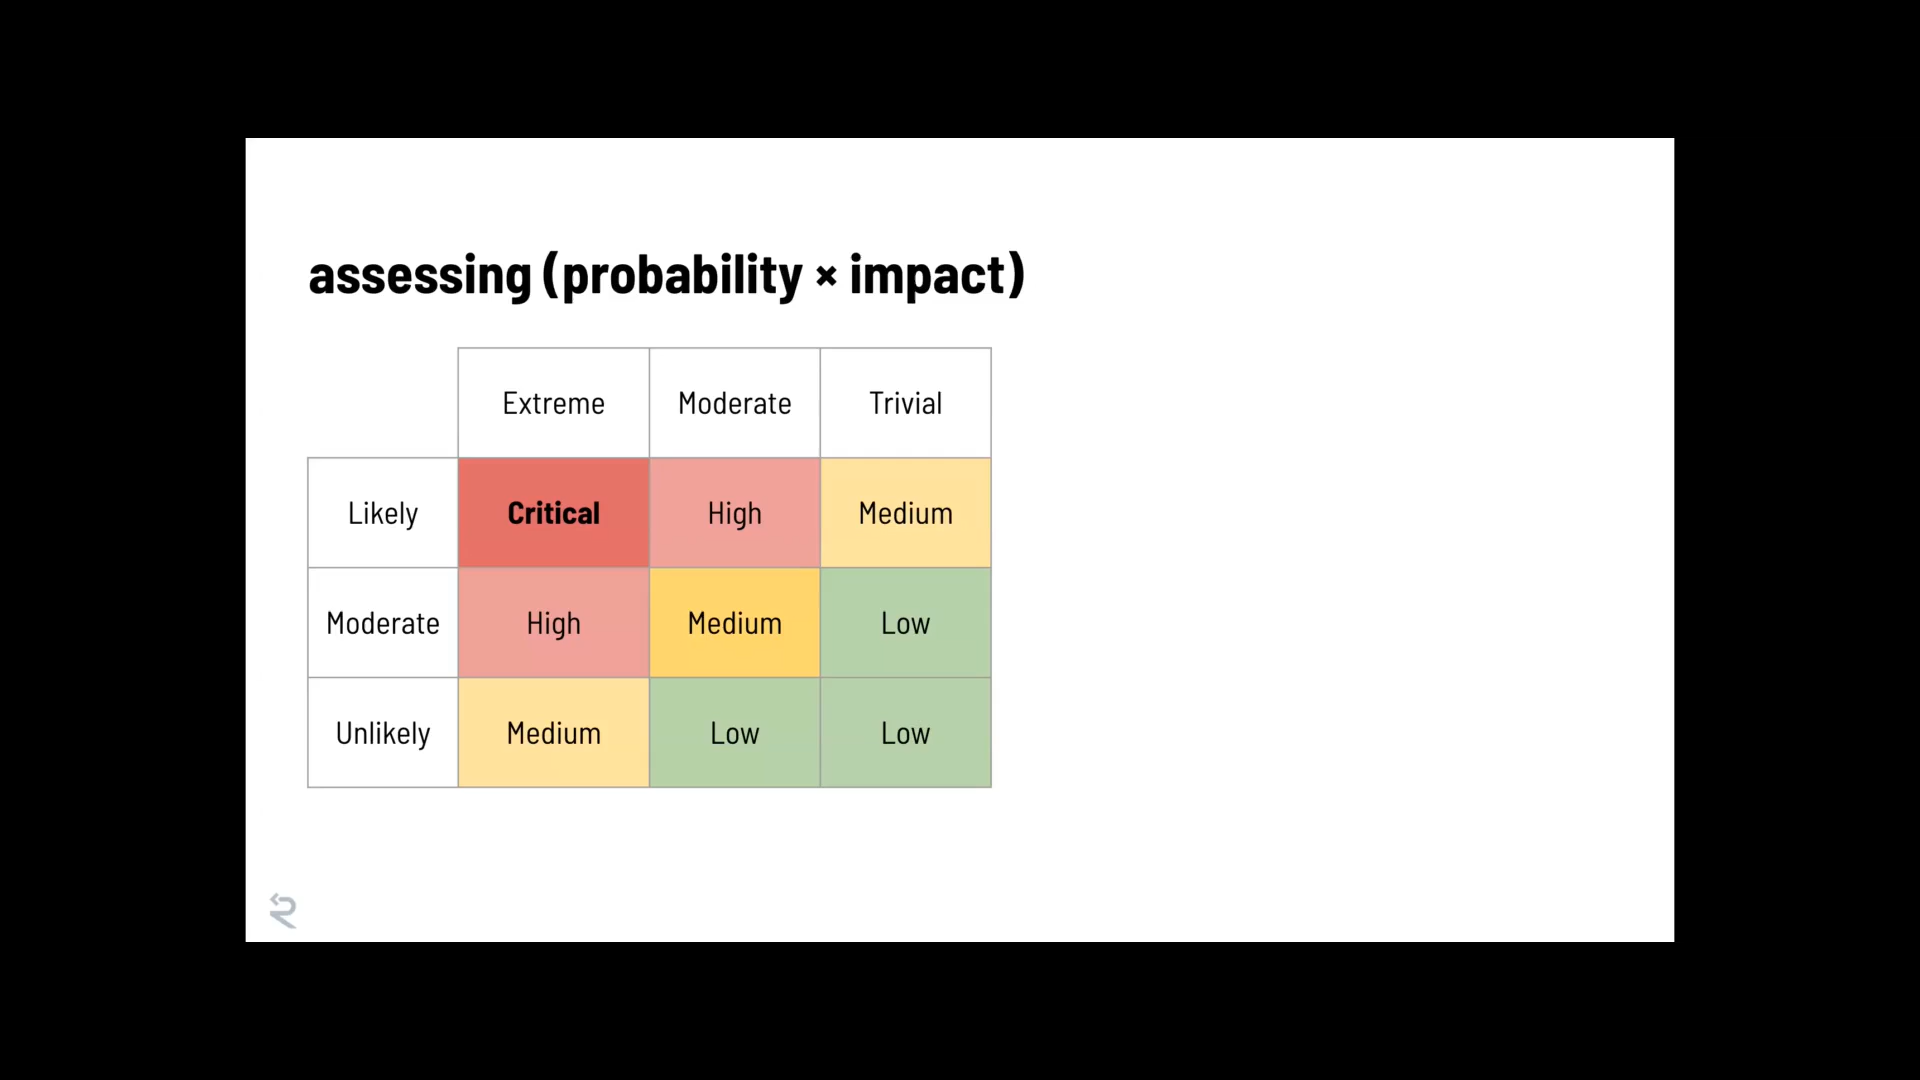 assessing (probability × impact)
Extreme Moderate Trivial
Likely Critical High Medium
Moderate High Medium Low
Unlikely Medium Low Low